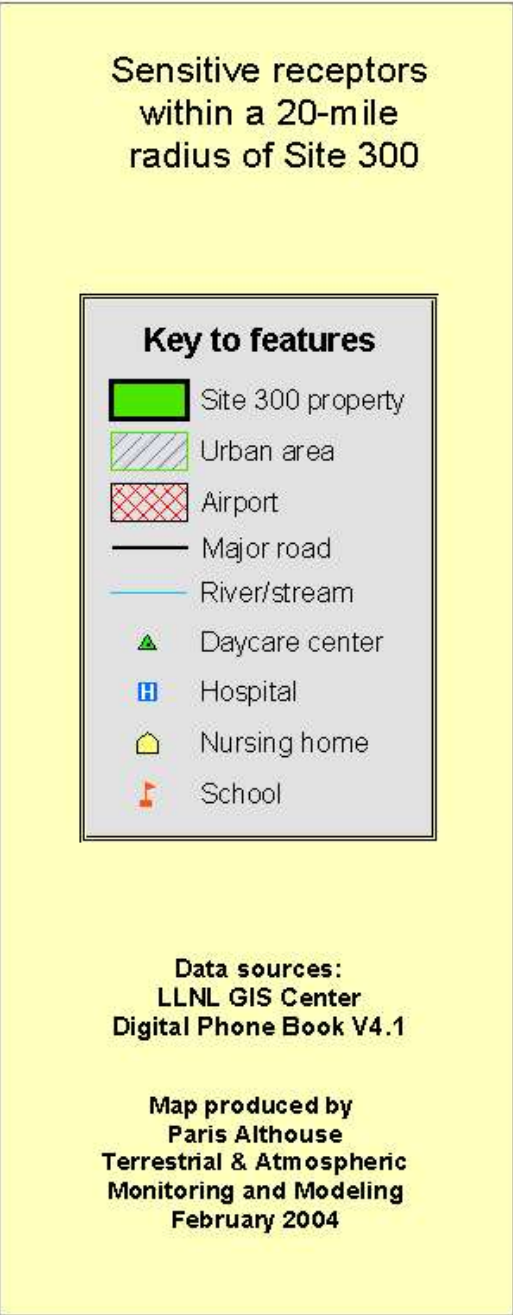 Sensitive receptors
within a 20-mile
radius of Site 300
Key to features
Site 300 property
Urban area
Airport
Major road
River/stream
Daycare center
H Hospital
Nursing home
School
Data sources:
LLNL GIS Center
Digital Phone Book V4.1
Map produced by
Paris Althouse
Terrestrial & Atmospheric
Monitoring and Modeling
February 2004